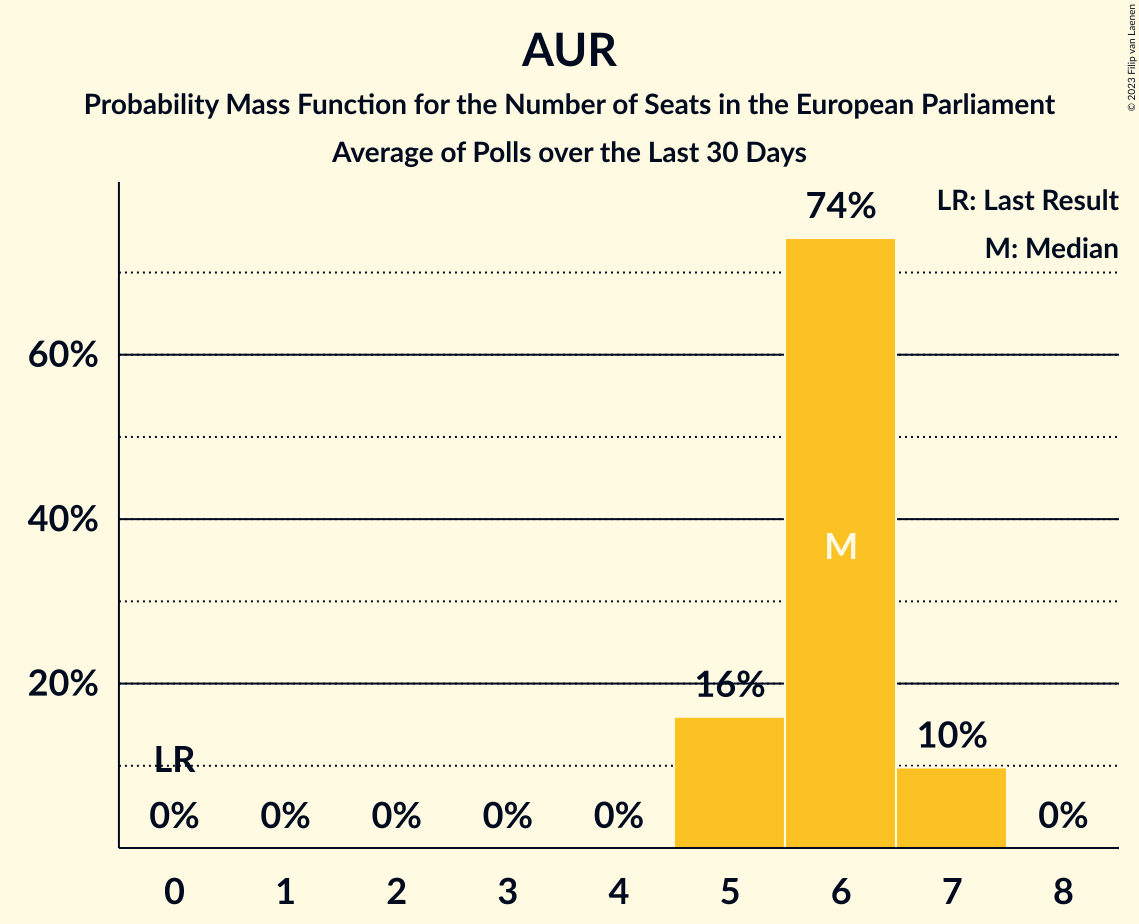 AUR
Probability Mass Function for the Number of Seats in the European Parliament
Average of Polls over the Last 30 Days
© 2023 Filip van Laenen
LR: Last Result
M: Median
74%
60%
40%
M
20%
16%
10%
LR
0% 0% 0% 0% 0% 0%
0 1 2 3 4 5 6 7 8